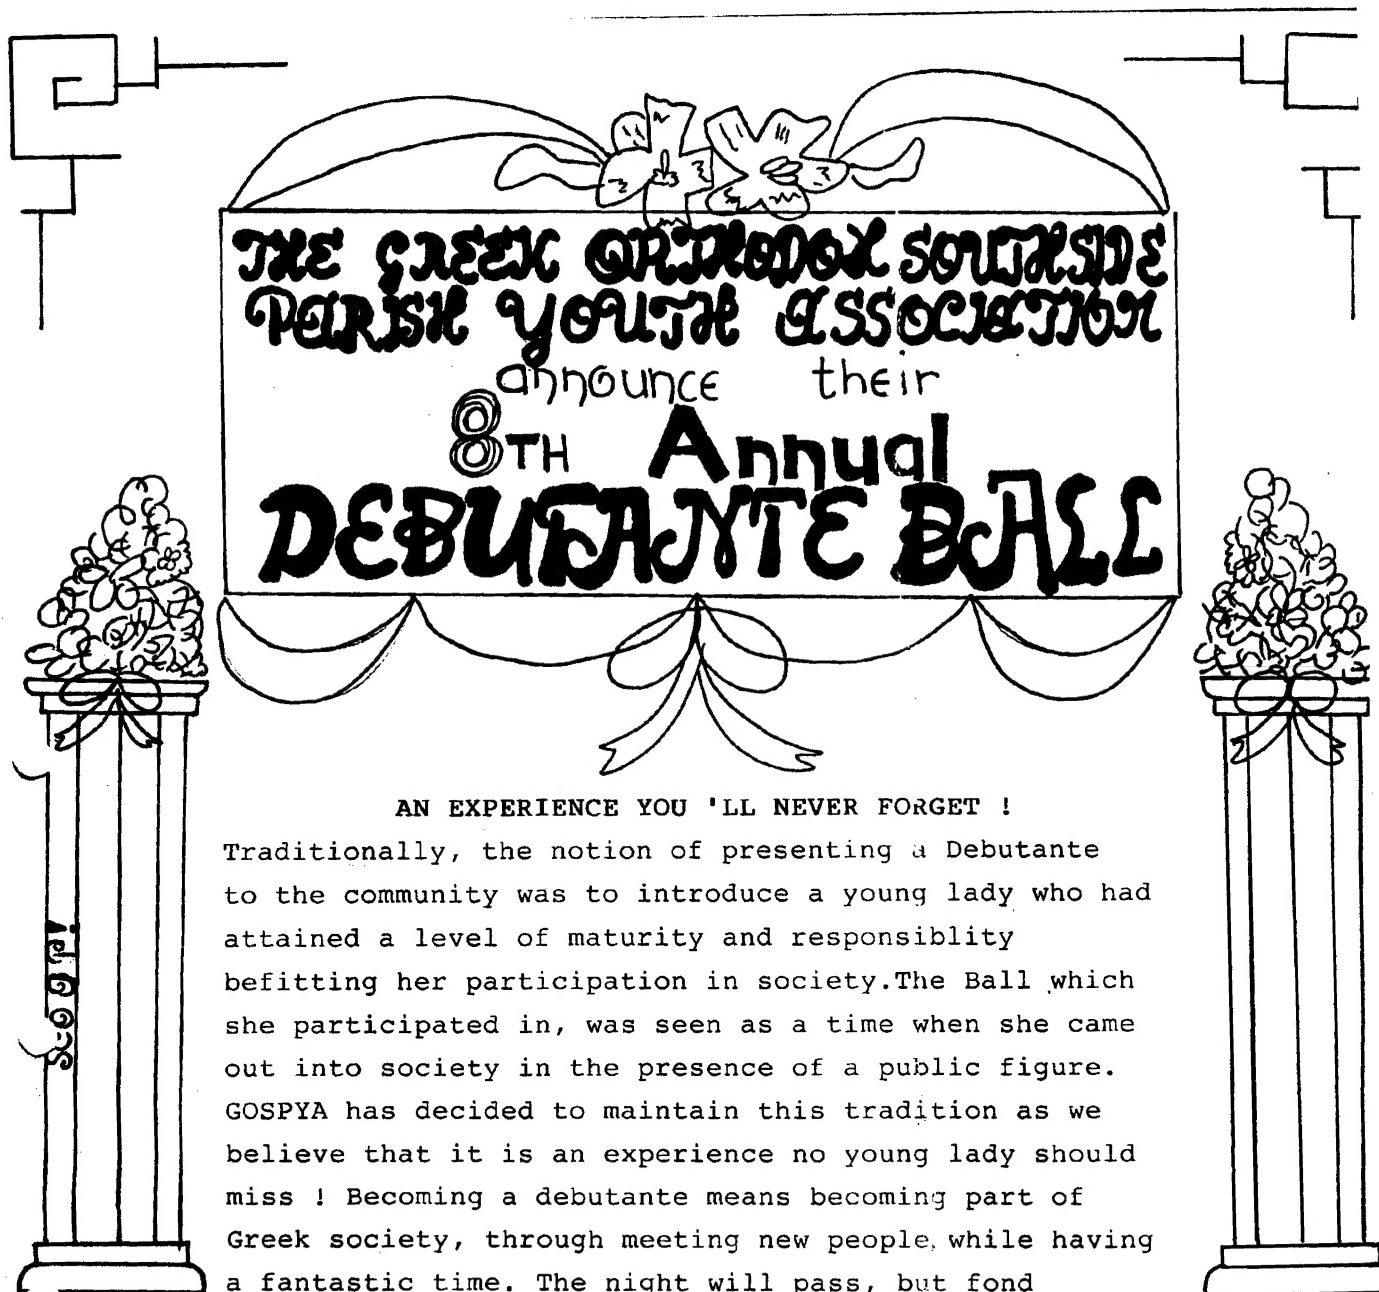 THE GREEK ORTHODOX SOUTHSIDE
PARISH YOUTH ASSOCIATION
announce their
8TH Annual
DEBUTANTE BALL
AN EXPERIENCE YOU 'LL NEVER FORGET !
Traditionally, the notion of presenting a Debutante
to the community was to introduce a young lady who had
attained a level of maturity and responsiblity
befitting her participation in society.The Ball which
she participated in, was seen as a time when she came
out into society in the presence of a public figure.
GOSPYA has decided to maintain this tradition as we
believe that it is an experience no young lady should
miss ! Becoming a debutante means becoming part of
Greek society, through meeting new people, while having
a fantastic time. The night will pass, but fond